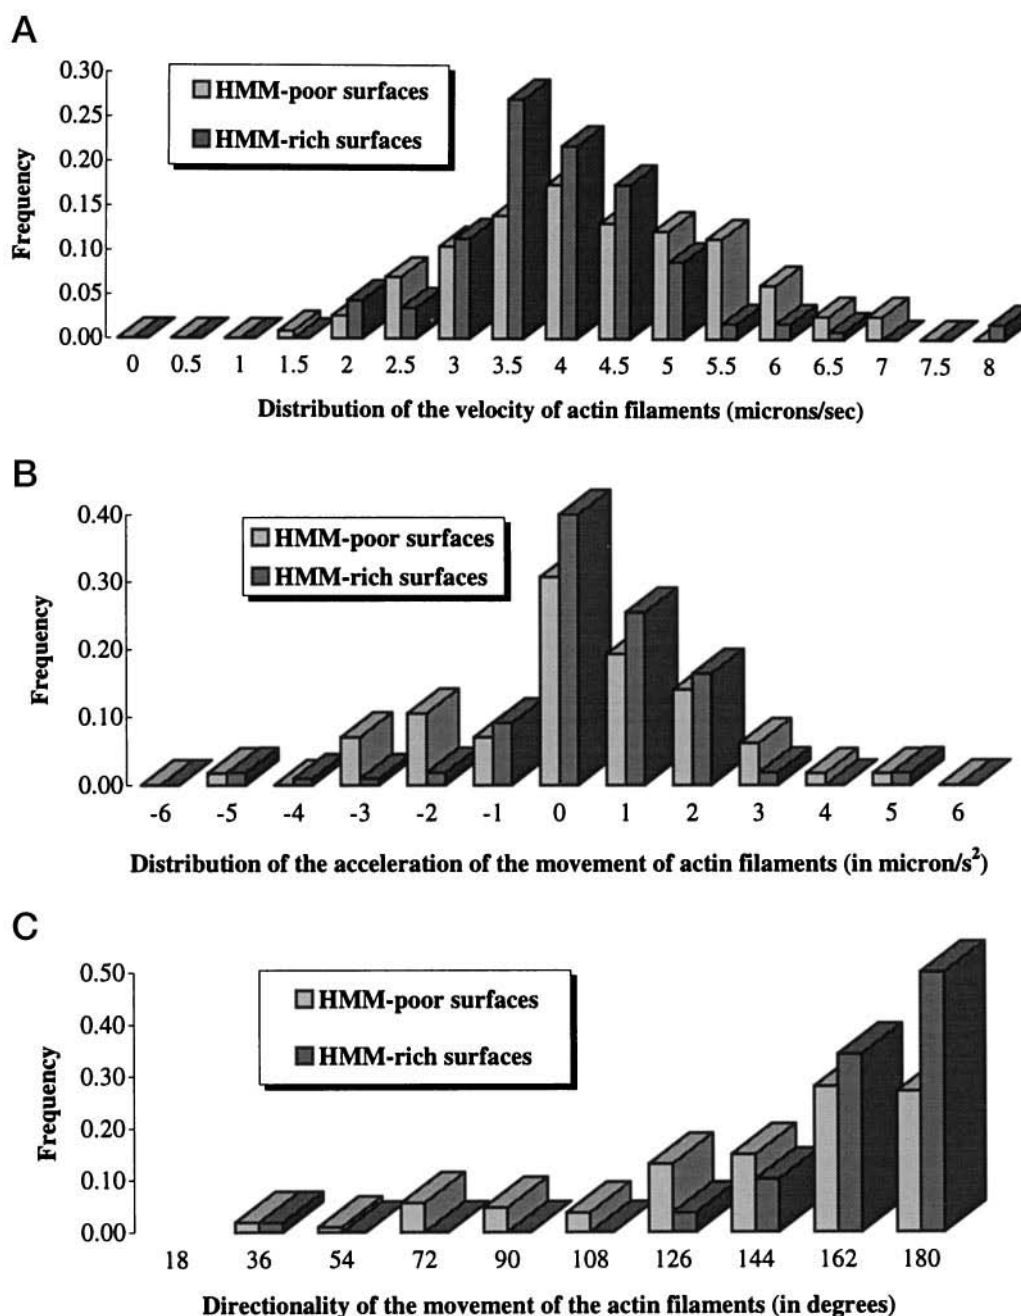 A
0.30
0.25
0.20
0.15
0.10
0.05
0.00
Frequency
HMM-poor surfaces
HMM-rich surfaces
0 0.5 1 1.5 2 2.5 3 3.5 4 4.5 5 5.5 6 6.5 7 7.5 8
Distribution of the velocity of actin filaments (microns/sec)
B
0.40
0.30
0.20
0.10
0.00
Frequency
HMM-poor surfaces
HMM-rich surfaces
-6 -5 -4 -3 -2 -1 0 1 2 3 4 5 6
Distribution of the acceleration of the movement of actin filaments (in micron/s²)
C
0.50
0.40
0.30
0.20
0.10
0.00
Frequency
HMM-poor surfaces
HMM-rich surfaces
18 36 54 72 90 108 126 144 162 180
Directionality of the movement of the actin filaments (in degrees)